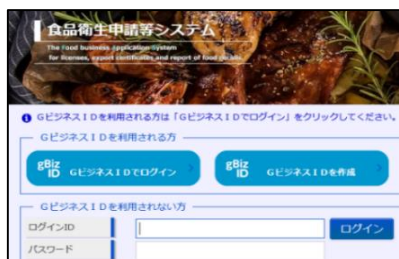 食品衛生申請等システム
The Food business Application System
for licenses, export certificates and report of food recalls.
GビジネスIDを利用される方は「GビジネスIDでログイン」をクリックしてください。
GビジネスIDを利用される方
gBiz ID GビジネスIDでログイン
gBiz ID GビジネスIDを作成
GビジネスIDを利用されない方
ログインID
ログイン
パスワード